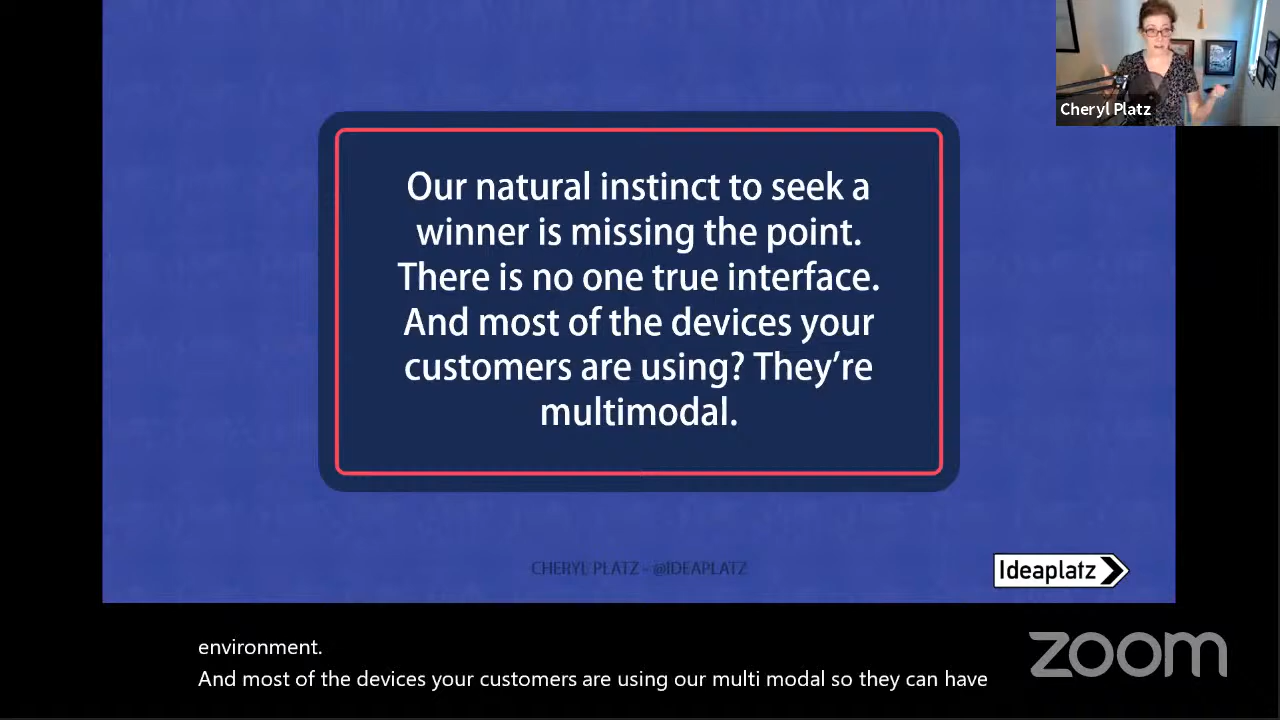 Cheryl Platz
Our natural instinct to seek a
winner is missing the point.
There is no one true interface.
And most of the devices your
customers are using? They're
multimodal.
CHERYL PLATZ - @IDEAPLATZ
Ideaplatz
environment.
And most of the devices your customers are using our multi modal so they can have
zoom